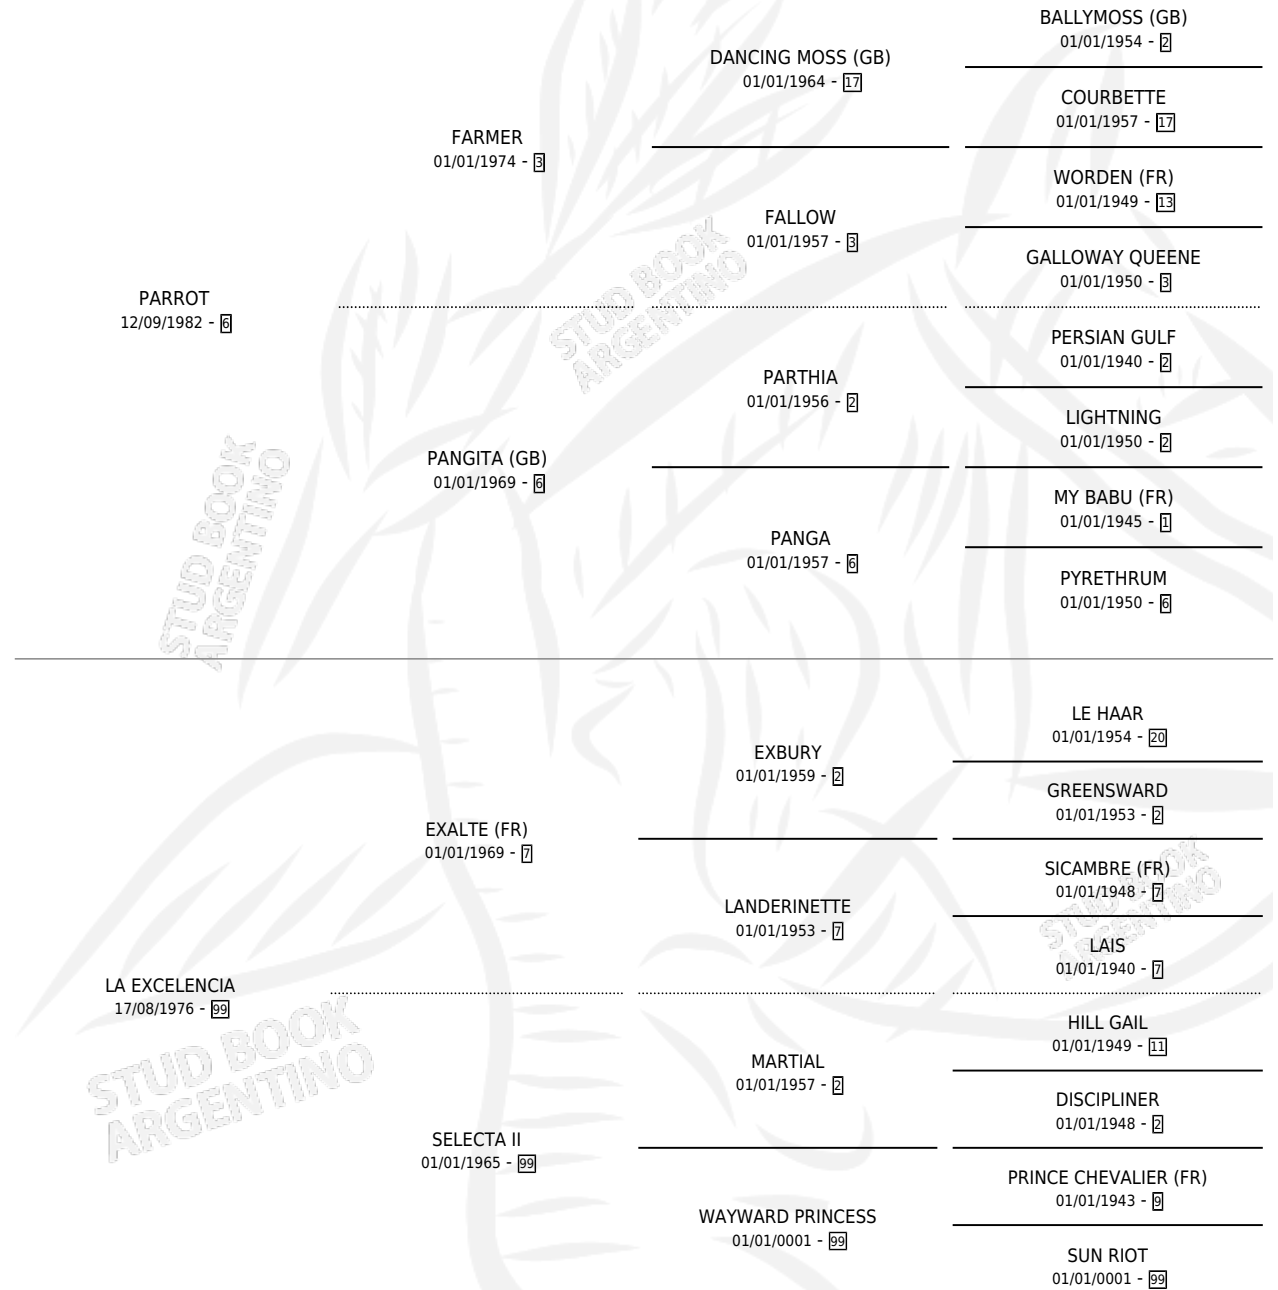 BALLYMOSS (GB)
01/01/1954 - 2
DANCING MOSS (GB)
01/01/1964 - 17
COURBETTE
01/01/1957 - 17
FARMER
01/01/1974 - 3
WORDEN (FR)
01/01/1949 - 13
FALLOW
01/01/1957 - 3
GALLOWAY QUEENE
01/01/1950 - 3
PARROT
12/09/1982 - 6
STUD BOOK
ARGENTINO
PERSIAN GULF
01/01/1940 - 2
PARTHIA
01/01/1956 - 2
LIGHTNING
01/01/1950 - 2
PANGITA (GB)
01/01/1969 - 6
MY BABU (FR)
01/01/1945 - 1
PANGA
01/01/1957 - 6
PYRETHRUM
01/01/1950 - 6
STUD BOOK
ARGENTINO
LE HAAR
01/01/1954 - 20
EXBURY
01/01/1959 - 2
GREENSWARD
01/01/1953 - 2
EXALTE (FR)
01/01/1969 - 7
SICAMBRE (FR)
01/01/1948 - 7
LANDERINETTE
01/01/1953 - 7
STUD BOOK
ARGENTINO
LAIS
01/01/1940 - 7
LA EXCELENCIA
17/08/1976 - 99
HILL GAIL
01/01/1949 - 11
MARTIAL
01/01/1957 - 2
STUD BOOK
ARGENTINO
DISCIPLINER
01/01/1948 - 2
SELECTA II
01/01/1965 - 99
PRINCE CHEVALIER (FR)
01/01/1943 - 9
WAYWARD PRINCESS
01/01/0001 - 99
SUN RIOT
01/01/0001 - 99